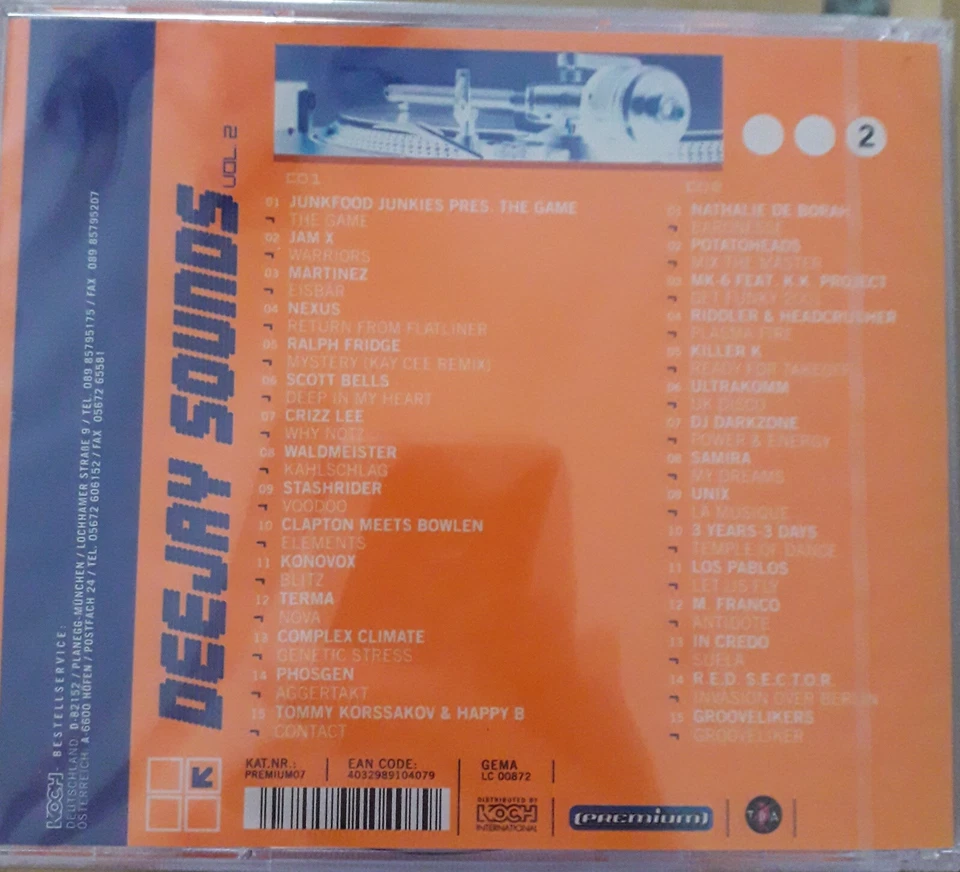 KOCH - BESTELLSERVICE:
DEUTSCHLAND: D-82152 / PLANEGG-MÜNCHEN / LOCHHAMER STRAßE 9 / TEL. 089 85795175 / FAX 089 85795207
ÖSTERREICH: A-6600 HÖFEN / POSTFACH 24 / TEL. 05672 606152 / FAX 05672 65581
DEEJAY SOUNDS VOL. 2
2
CD1
01 JUNKFOOD JUNKIES PRES. THE GAME
THE GAME
02 JAM X
WARRIORS
03 MARTINEZ
EISBÄR
04 NEXUS
RETURN FROM FLATLINER
05 RALPH FRIDGE
MYSTERY (KAY CEE REMIX)
06 SCOTT BELLS
DEEP IN MY HEART
07 CRIZZ LEE
WHY NOT?
08 WALDMEISTER
KAHLSCHLAG
09 STASHRIDER
VOODOO
10 CLAPTON MEETS BOWLEN
ELEMENTS
11 KONOVOX
BLITZ
12 TERMA
NOVA
13 COMPLEX CLIMATE
GENETIC STRESS
14 PHOSGEN
AGGERTAKT
15 TOMMY KORSSAKOV & HAPPY B
CONTACT
CD2
01 NATHALIE DE BORAH
BARONESSE
02 POTATOHEADS
MIX THE MASTER
03 MK 6 FEAT. K.K. PROJECT
GET FUNKY
04 RIDDLER & HEADCRUSHER
PLASMA FIRE
05 KILLER K
READY FOR TAKEOFF
06 ULTRAKOMM
UK DISCO
07 DJ DARKZONE
POWER & ENERGY
08 SAMIRA
MY DREAMS
09 UNIX
LA MUSIQUE
10 3 YEARS-3 DAYS
TEMPLE OF DANCE
11 LOS PABLOS
LET US FLY
12 M. FRANCO
ANTIDOTE
13 IN CREDO
SUELA
14 R.E.D. S.E.C.T.O.R.
INVASION OVER BERLIN
15 GROOVELIKERS
GROOVELIKER
KAT.NR.:
PREMIUM07
EAN CODE:
4032989104079
GEMA
LC 00872
DISTRIBUTED BY
KOCH
INTERNATIONAL
(PREMIUM)
TBA